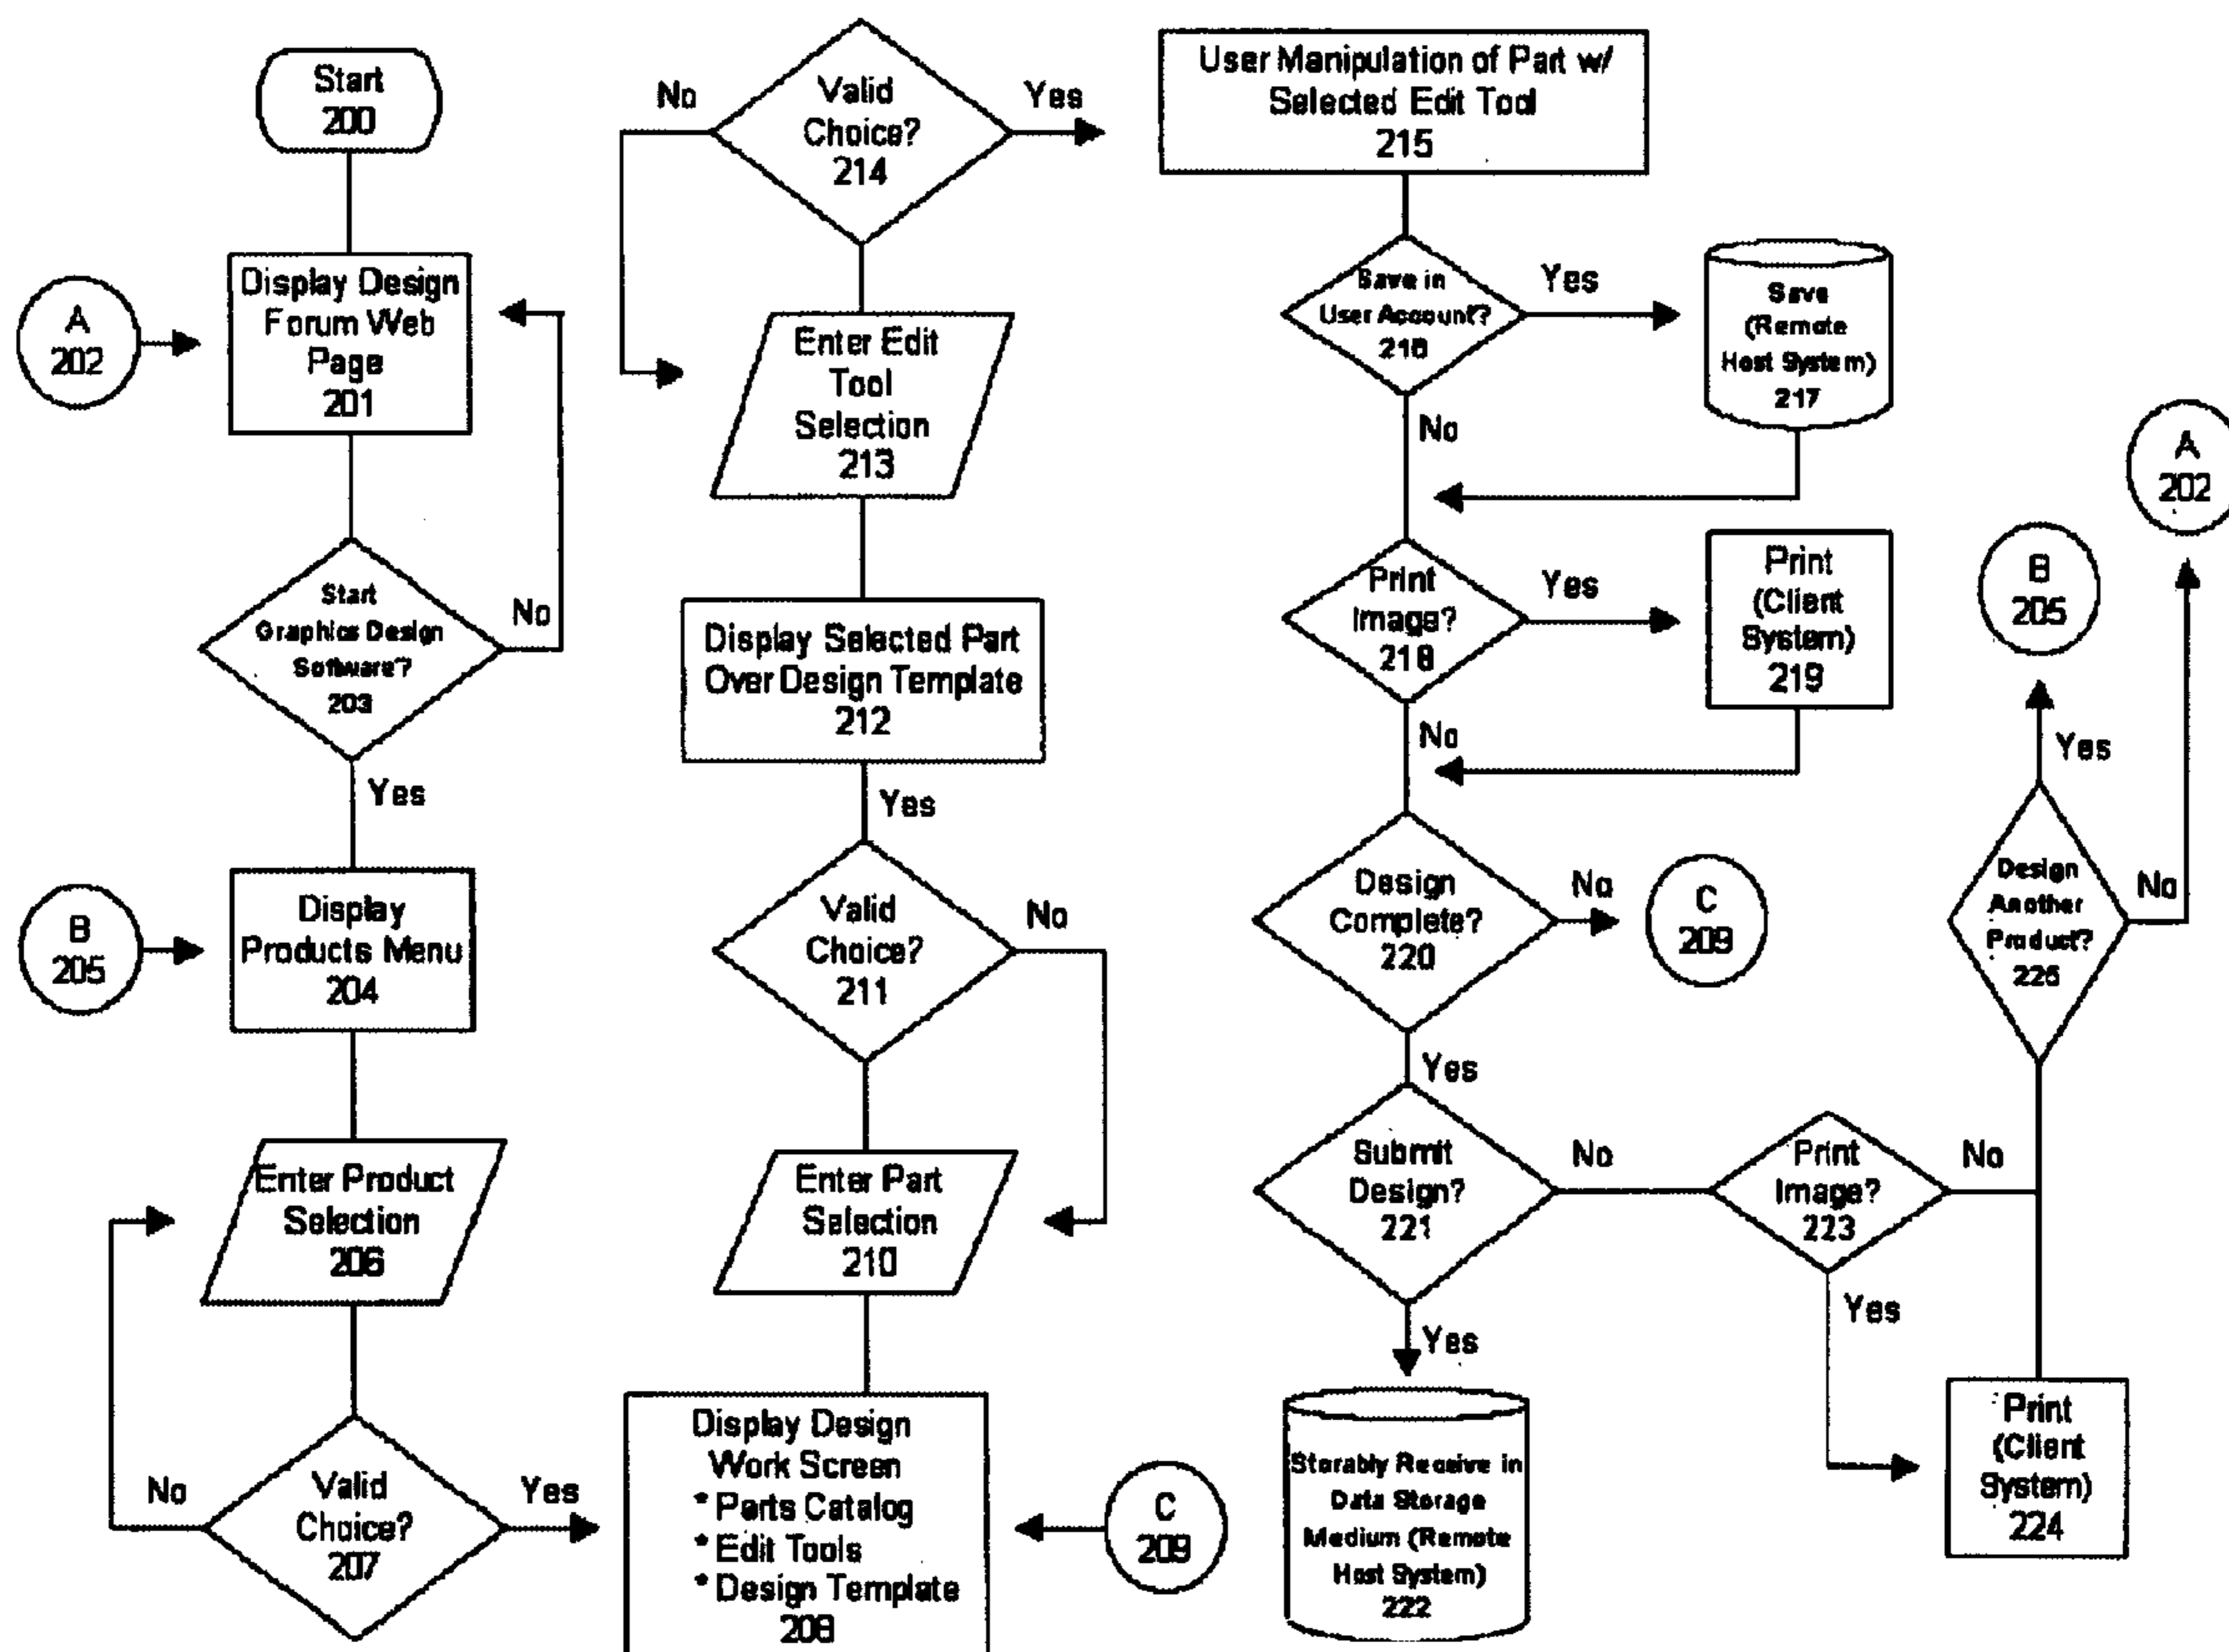 Start
200
A
202
Display Design
Forum Web
Page
201
Start
Graphics Design
Software?
203
No
Yes
B
205
Display
Products Menu
204
Enter Product
Selection
206
No
Valid
Choice?
207
Yes
Display Design
Work Screen
* Parts Catalog
* Edit Tools
* Design Template
208
C
209
Enter Part
Selection
210
Valid
Choice?
211
No
Yes
Display Selected Part
Over Design Template
212
Enter Edit
Tool
Selection
213
No
Valid
Choice?
214
Yes
User Manipulation of Part w/
Selected Edit Tool
215
Save in
User Account?
216
Yes
Save
(Remote
Host System)
217
No
Print
Image?
218
Yes
Print
(Client
System)
219
No
Design
Complete?
220
No
C
209
Yes
Submit
Design?
221
No
Yes
Storably Receive in
Data Storage
Medium (Remote
Host System)
222
Print
Image?
223
No
Yes
Print
(Client
System)
224
Design
Another
Product?
225
Yes
B
205
No
A
202